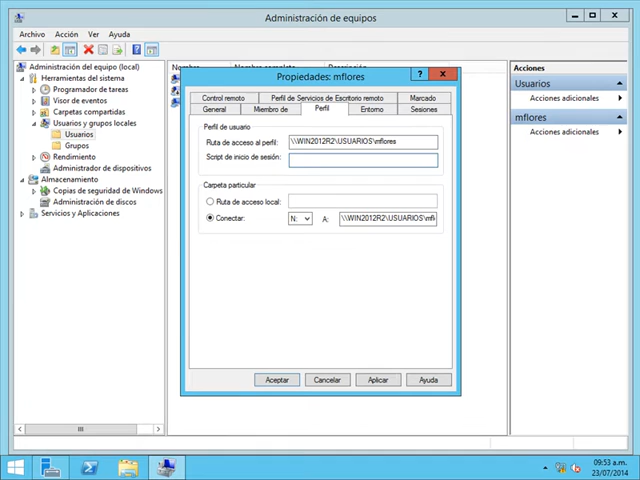 Administración de equipos
Archivo Acción Ver Ayuda
Administración del equipo (local)
Herramientas del sistema
Programador de tareas
Visor de eventos
Carpetas compartidas
Usuarios y grupos locales
Usuarios
Grupos
Rendimiento
Administrador de dispositivos
Almacenamiento
Copias de seguridad de Windows
Administración de discos
Servicios y Aplicaciones
Propiedades: mflores
? X
Control remoto Perfil de Servicios de Escritorio remoto Marcado
General Miembro de Perfil Entorno Sesiones
Perfil de usuario
Ruta de acceso al perfil: \\WIN2012R2\USUARIOS\mflores
Script de inicio de sesión:
Carpeta particular
Ruta de acceso local:
Conectar: N: A: \\WIN2012R2\USUARIOS\mfl
Aceptar Cancelar Aplicar Ayuda
Acciones
Usuarios
Acciones adicionales
mflores
Acciones adicionales
09:53 a.m.
23/07/2014